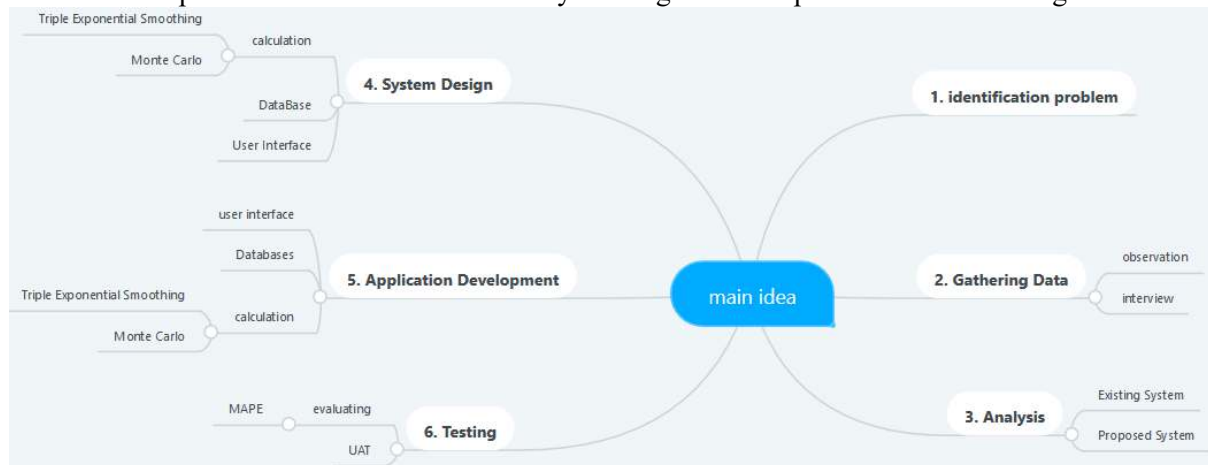 Triple Exponential Smoothing
calculation
Monte Carlo
4. System Design
DataBase
User Interface
1. identification problem
user interface
Databases
5. Application Development
Triple Exponential Smoothing
calculation
Monte Carlo
main idea
2. Gathering Data
observation
interview
MAPE
evaluating
6. Testing
UAT
3. Analysis
Existing System
Proposed System